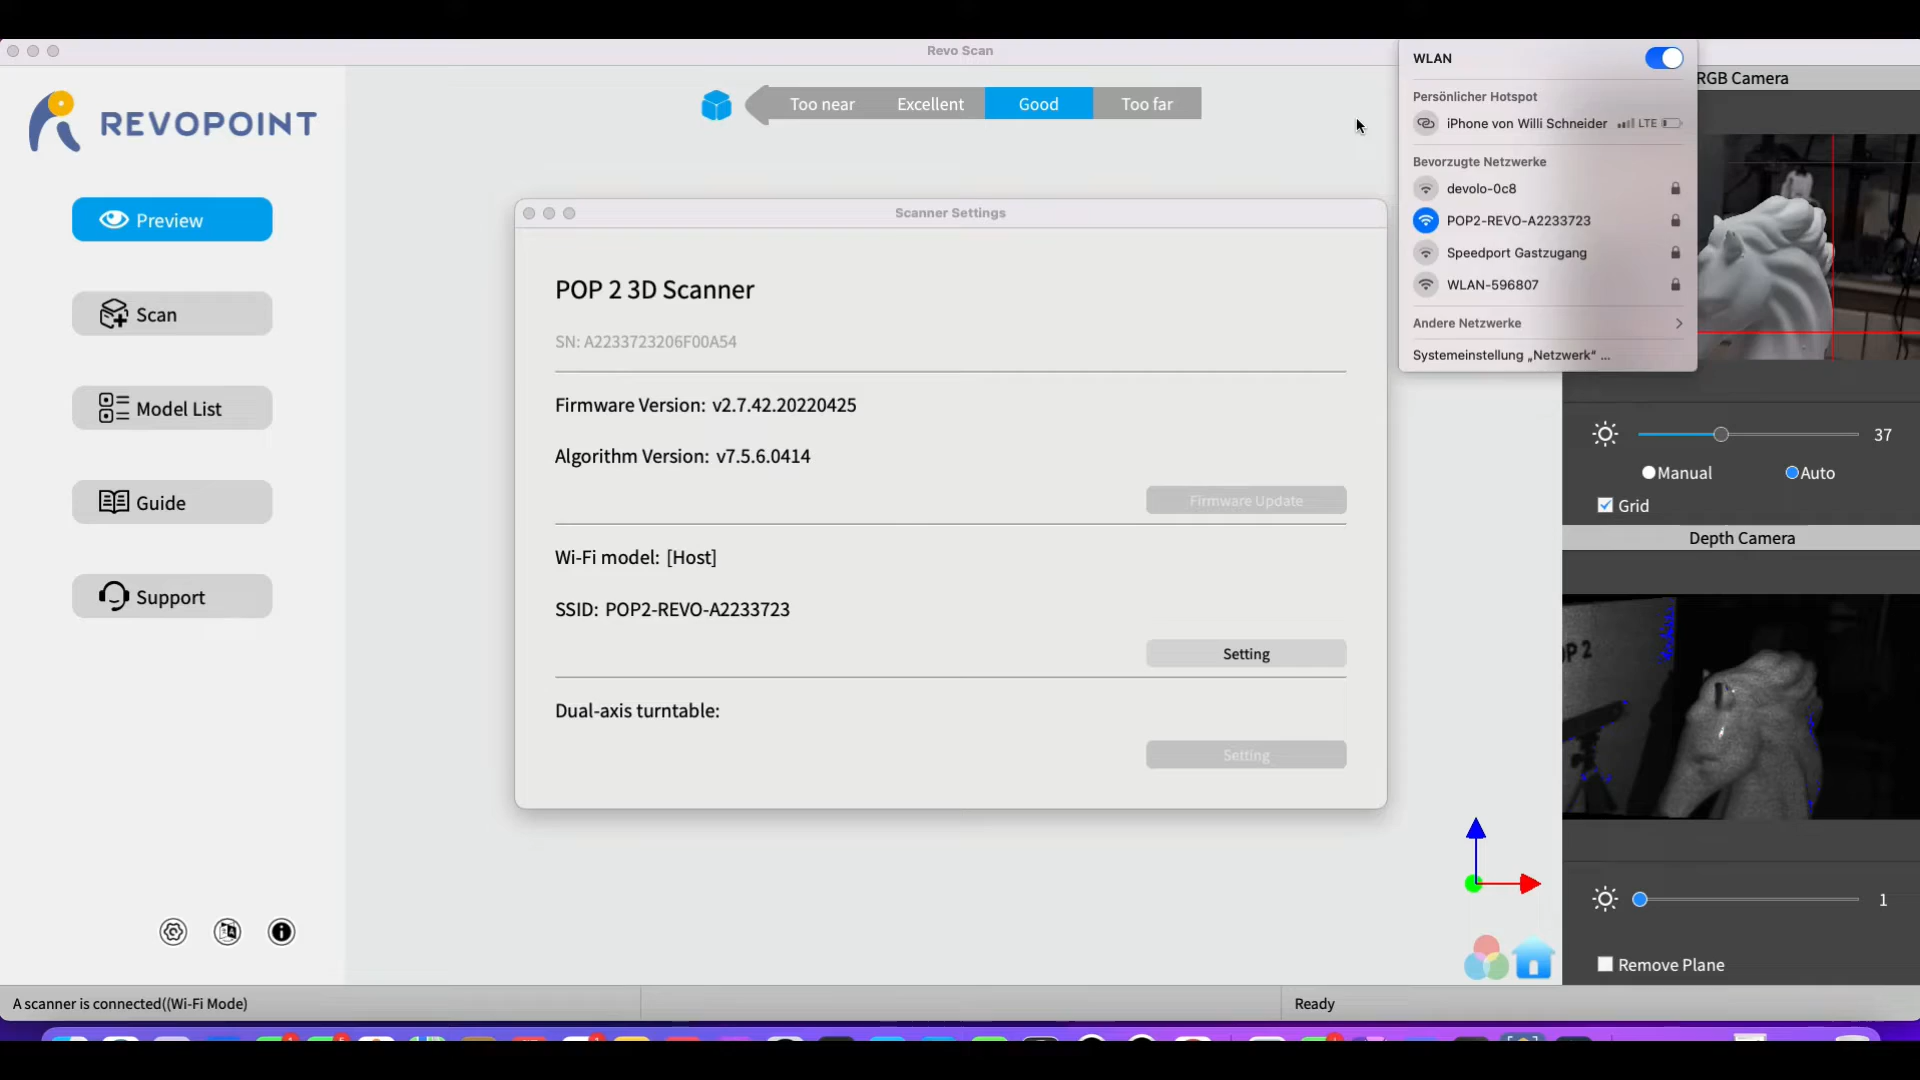 Revo Scan
REVOPOINT
Preview
Scan
Model List
Guide
Support
Too near
Excellent
Good
Too far
Scanner Settings
POP 2 3D Scanner
SN: A2233723206F00A54
Firmware Version: v2.7.42.20220425
Algorithm Version: v7.5.6.0414
Firmware Update
Wi-Fi model: [Host]
SSID: POP2-REVO-A2233723
Setting
Dual-axis turntable:
Setting
WLAN
Persönlicher Hotspot
iPhone von Willi Schneider LTE
Bevorzugte Netzwerke
devolo-0c8
POP2-REVO-A2233723
Speedport Gastzugang
WLAN-596807
Andere Netzwerke
Systemeinstellung „Netzwerk“ ...
RGB Camera
37
Manual
Auto
Grid
Depth Camera
OP 2
1
Remove Plane
A scanner is connected((Wi-Fi Mode)
Ready